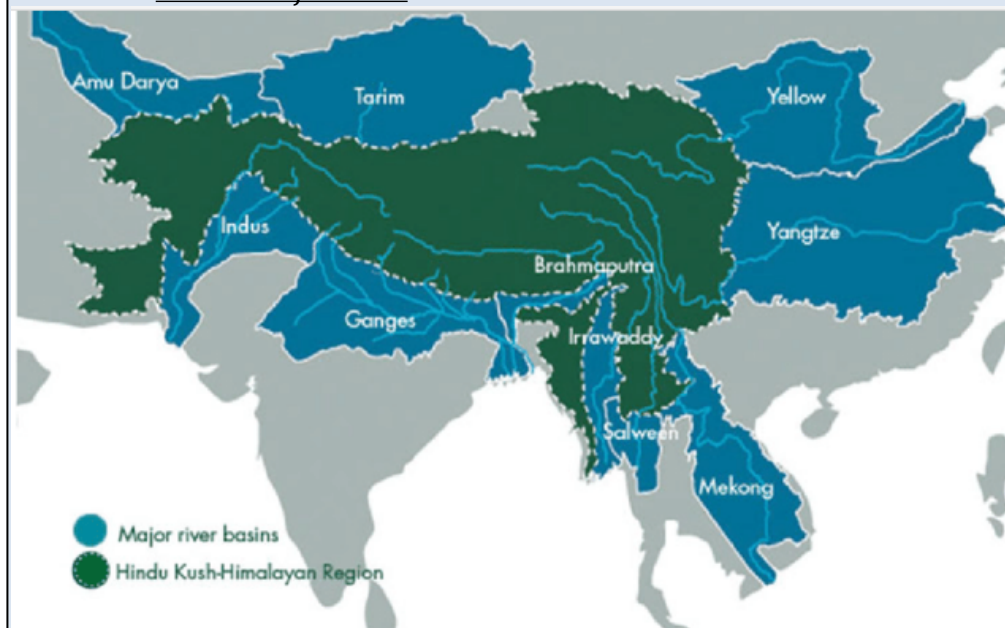 Amu Darya
Tarim
Yellow
Indus
Yangtze
Brahmaputra
Ganges
Irrawaddy
Salween
Mekong
Major river basins
Hindu Kush-Himalayan Region